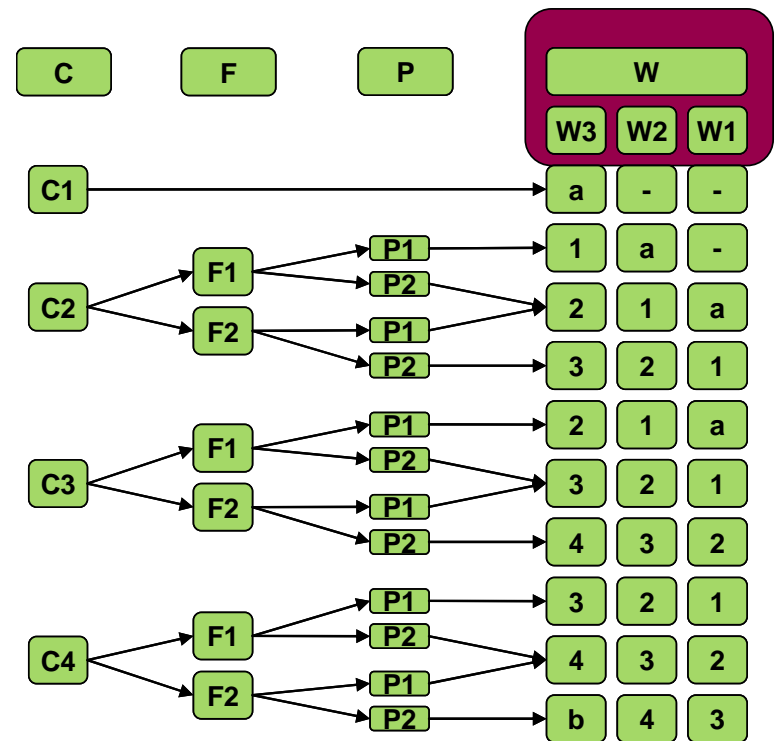 C F P W
W3 W2 W1
C1 a - -
P1 1 a -
F1
P2
C2 2 1 a
F2 P1
P2 3 2 1
P1 2 1 a
F1
P2
C3 3 2 1
F2 P1
P2 4 3 2
P1 3 2 1
F1 P2
C4 4 3 2
F2 P1
P2 b 4 3